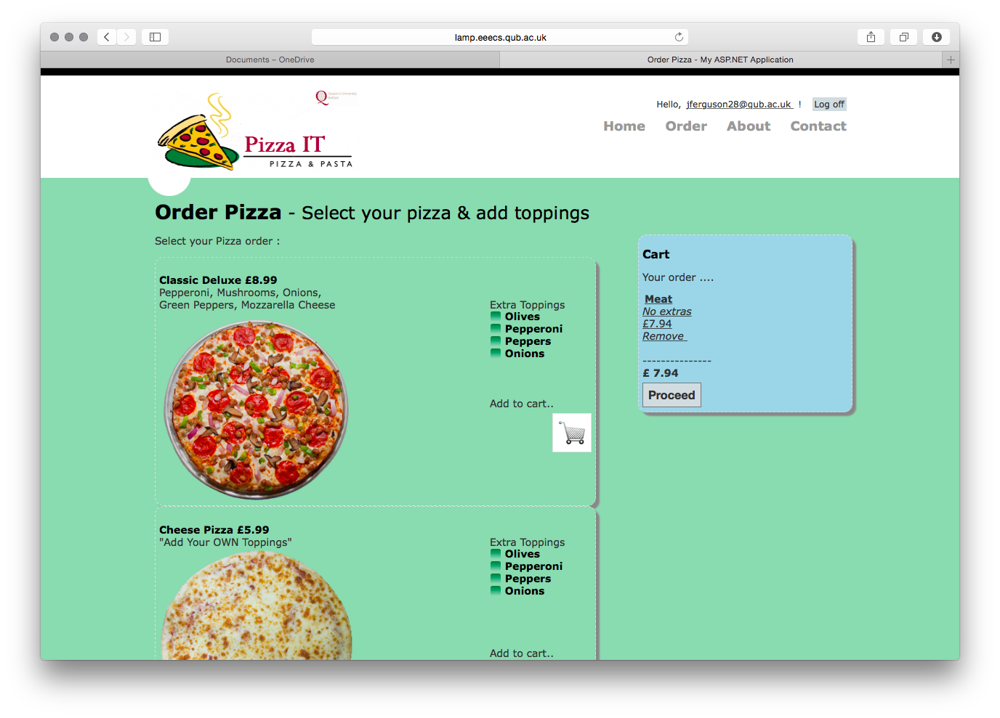 lamp.eeecs.qub.ac.uk
Documents – OneDrive
Order Pizza - My ASP.NET Application
Queen's University
Belfast
Pizza IT
PIZZA & PASTA
Hello, jferguson28@qub.ac.uk ! Log off
Home Order About Contact
Order Pizza - Select your pizza & add toppings
Select your Pizza order :
Classic Deluxe £8.99
Pepperoni, Mushrooms, Onions,
Green Peppers, Mozzarella Cheese
Extra Toppings
Olives
Pepperoni
Peppers
Onions
Add to cart..
Cheese Pizza £5.99
"Add Your OWN Toppings"
Extra Toppings
Olives
Pepperoni
Peppers
Onions
Add to cart..
Cart
Your order ....
Meat
No extras
£7.94
Remove
---------------
£ 7.94
Proceed